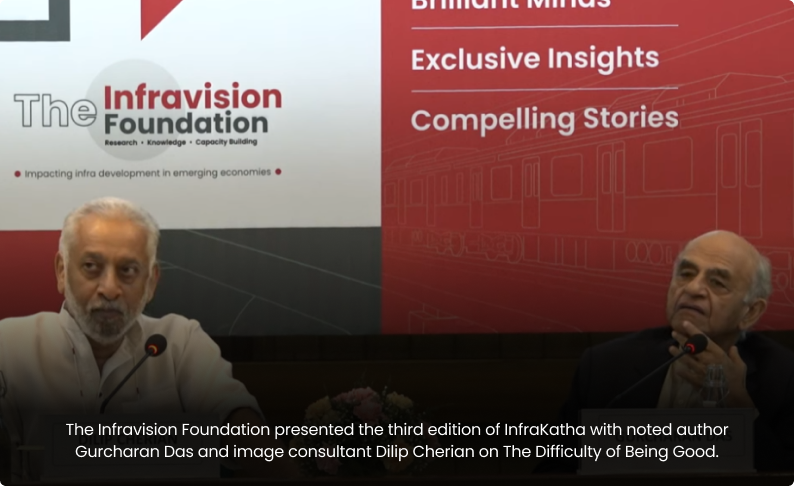 Brilliant Minds
Exclusive Insights
Compelling Stories
The Infravision
Foundation
Research • Knowledge • Capacity Building
• Impacting infra development in emerging economies •
The Infravision Foundation presented the third edition of InfraKatha with noted author
Gurcharan Das and image consultant Dilip Cherian on The Difficulty of Being Good.